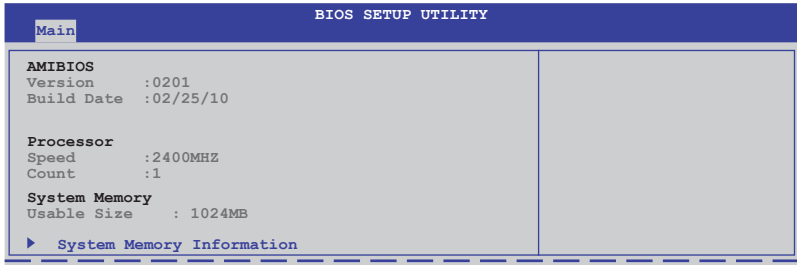 BIOS SETUP UTILITY
Main
AMIBIOS
Version :0201
Build Date :02/25/10
Processor
Speed :2400MHZ
Count :1
System Memory
Usable Size : 1024MB
System Memory Information